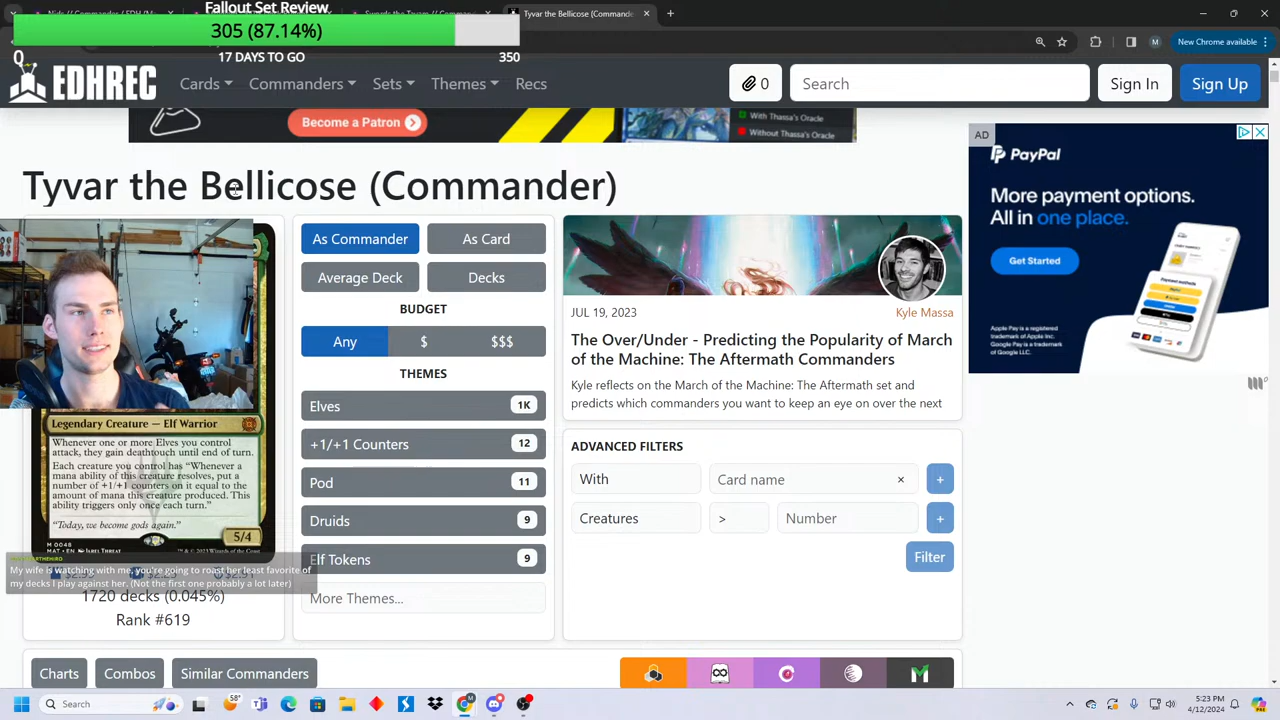 Fallout Set Review
305 (87.14%)
17 DAYS TO GO
0
350
Tyvar the Bellicose (Commande
New Chrome available
EDHREC
Cards
Commanders
Sets
Themes
Recs
0
Search
Sign In
Sign Up
Become a Patron
With Thassa's Oracle
Without Thassa's Oracle
AD
PayPal
More payment options.
All in one place.
Get Started
Apple Pay is a registered
trademark of Apple Inc.
Tyvar the Bellicose (Commander)
As Commander
As Card
Average Deck
Decks
BUDGET
Any
$
$$$
THEMES
Elves
1K
+1/+1 Counters
12
Pod
11
Druids
9
Elf Tokens
9
More Themes...
JUL 19, 2023
Kyle Massa
The Over/Under - Predicting the Popularity of March
of the Machine: The Aftermath Commanders
Kyle reflects on the March of the Machine: The Aftermath set and
predicts which commanders you want to keep an eye on over the next
ADVANCED FILTERS
With
Card name
×
+
Creatures
>
Number
+
Filter
Legendary Creature — Elf Warrior
Whenever one or more Elves you control
attack, they gain deathtouch until end of turn.
Each creature you control has "Whenever a
mana ability of this creature resolves, put a
number of +1/+1 counters on it equal to the
amount of mana this creature produced. This
ability triggers only once each turn."
"Today, we become gods again."
5/4
My wife is watching with me, you're going to roast her least favorite of
my decks I play against her. (Not the first one probably a lot later)
1720 decks (0.045%)
Rank #619
Charts
Combos
Similar Commanders
Search
58°
2:23 PM
4/12/2024